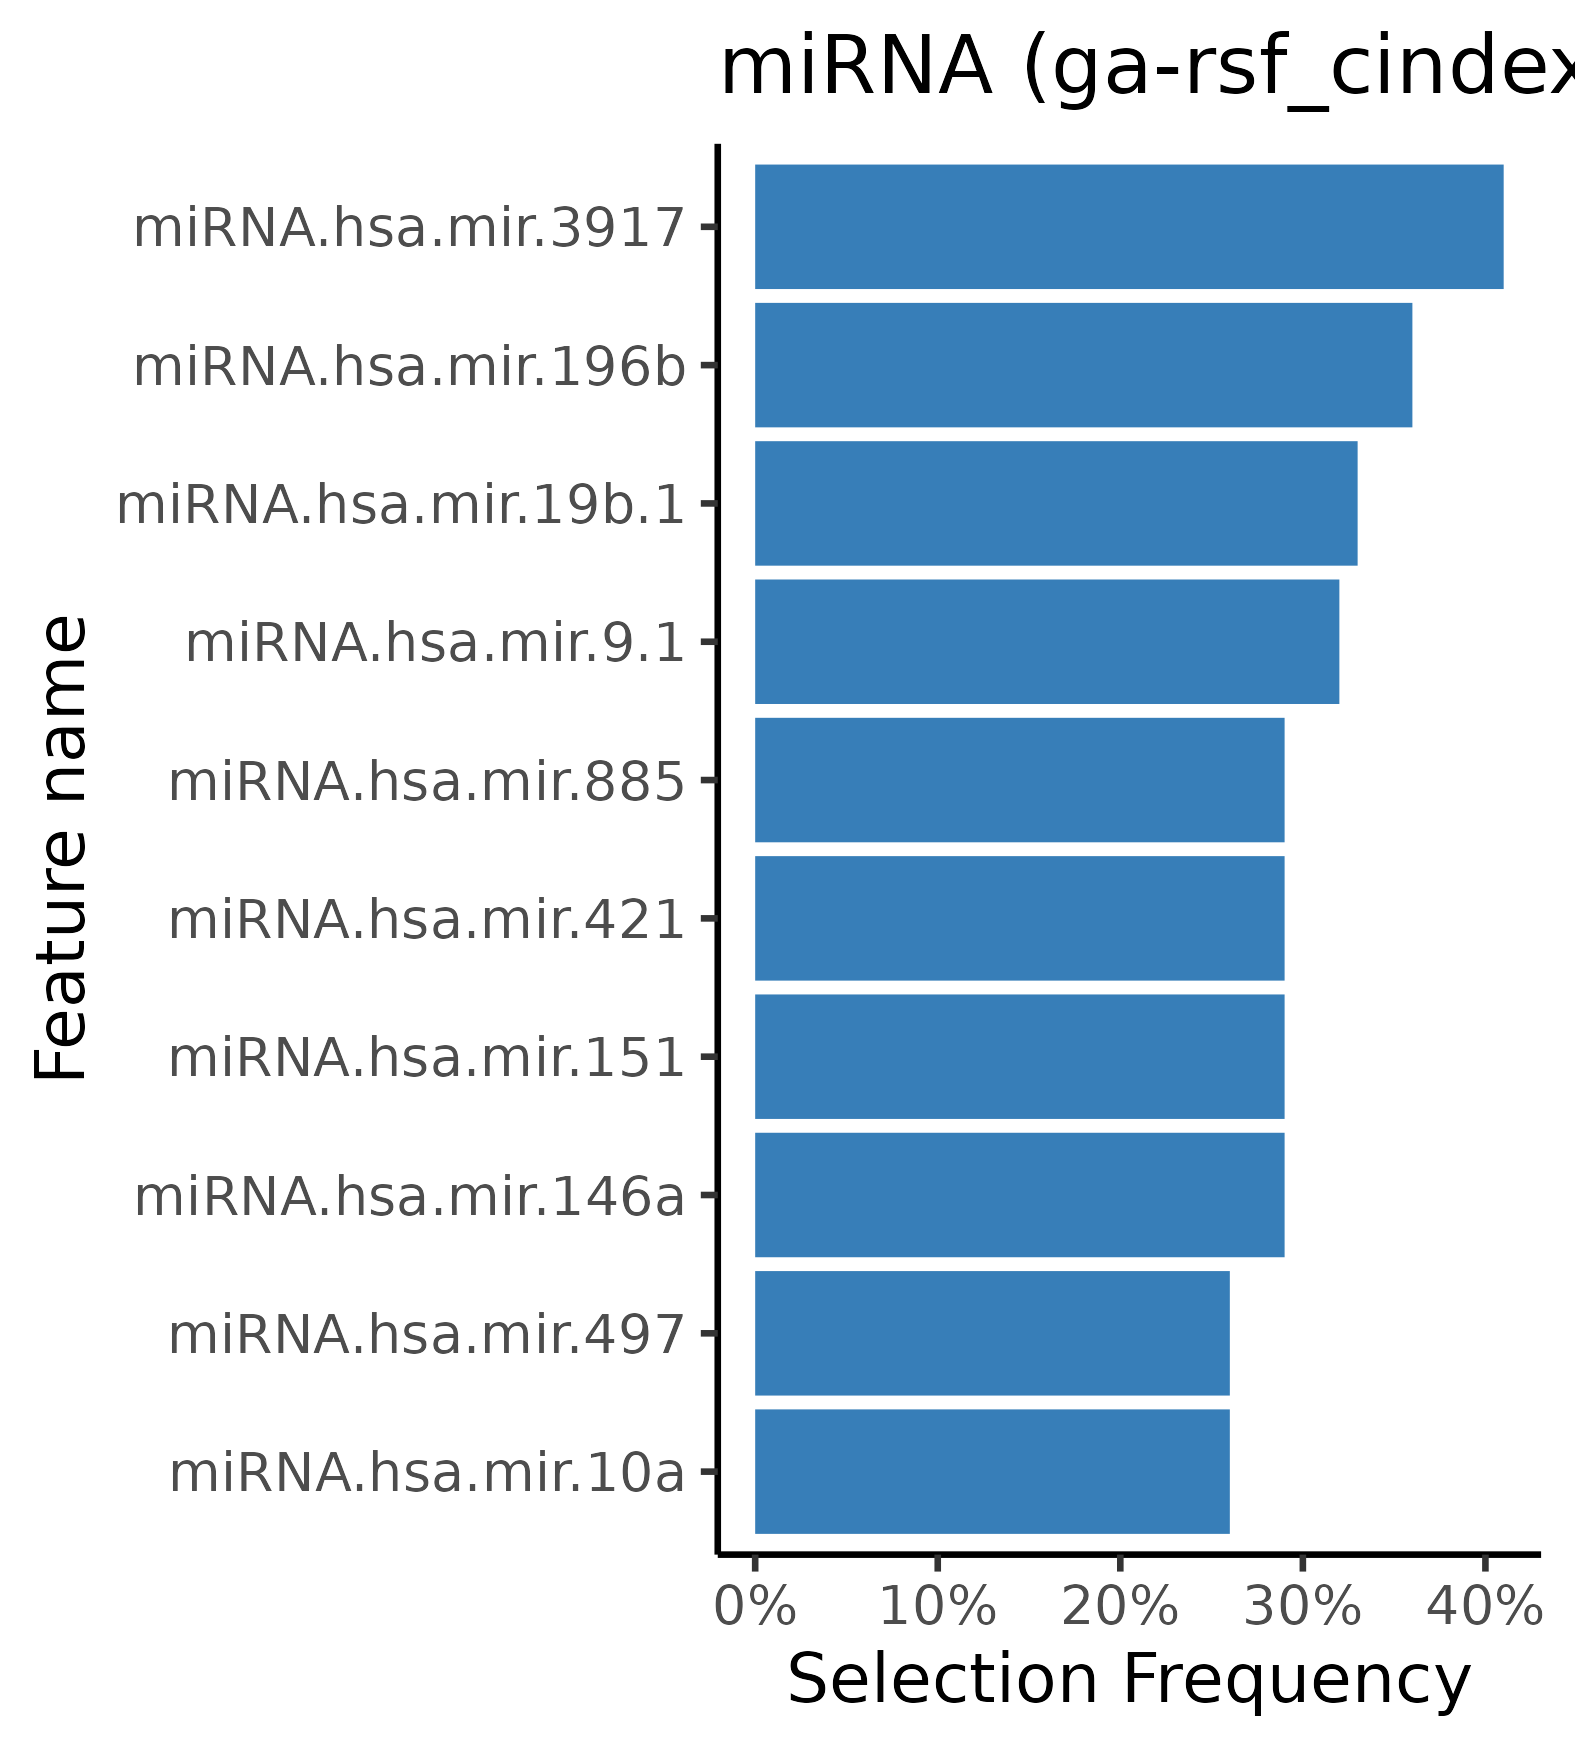 miRNA (ga-rsf_cindex
miRNA.hsa.mir.3917
miRNA.hsa.mir.196b
miRNA.hsa.mir.19b.1
miRNA.hsa.mir.9.1
miRNA.hsa.mir.885
miRNA.hsa.mir.421
miRNA.hsa.mir.151
miRNA.hsa.mir.146a
miRNA.hsa.mir.497
miRNA.hsa.mir.10a
Feature name
0% 10% 20% 30% 40%
Selection Frequency